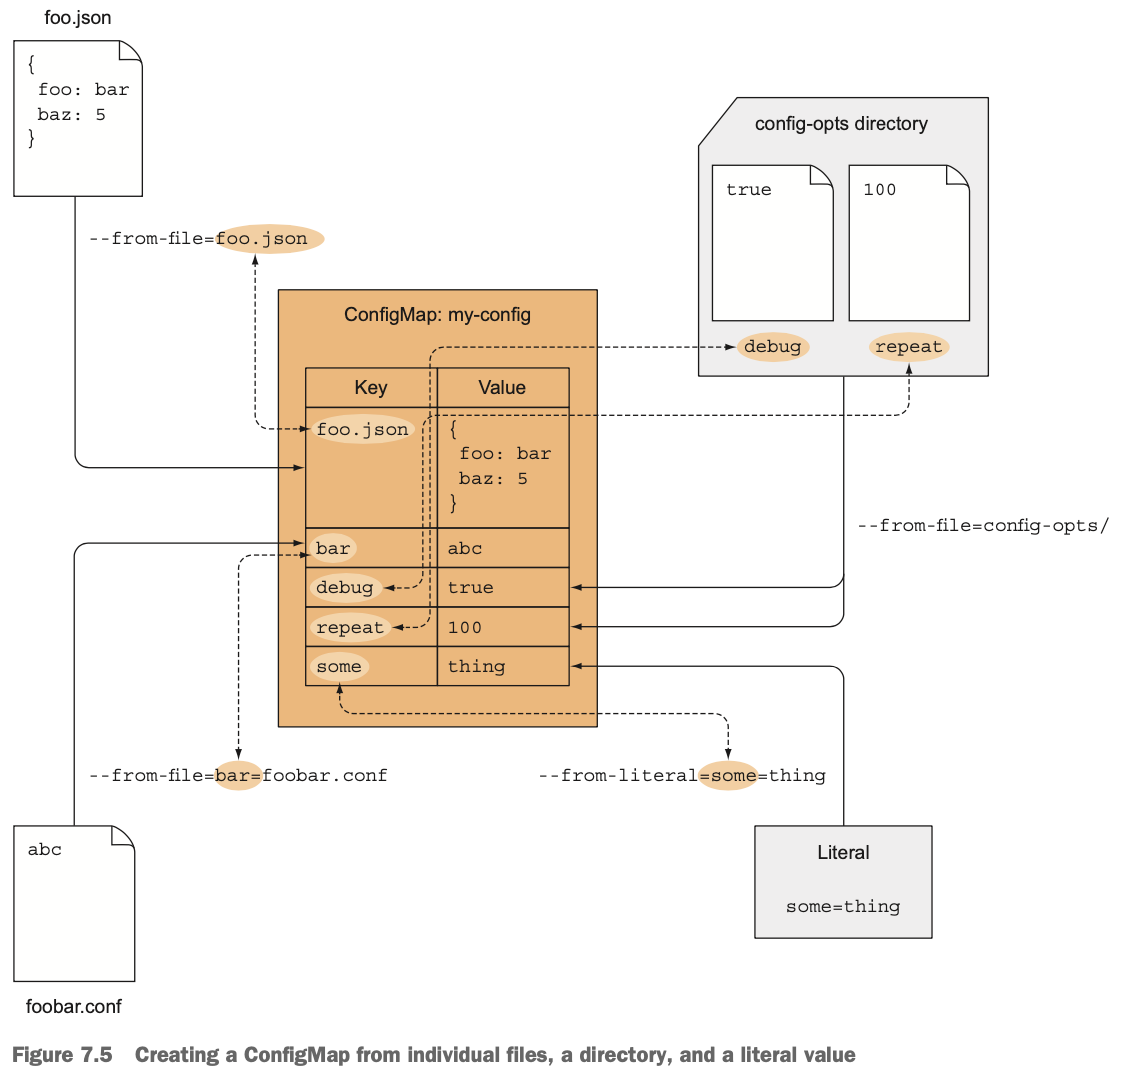 foo.json
{
foo: bar
baz: 5
}
--from-file=foo.json
config-opts directory
true
100
debug
repeat
ConfigMap: my-config
Key Value
foo.json
{
foo: bar
baz: 5
}
bar abc
debug true
repeat 100
some thing
--from-file=config-opts/
--from-file=bar=foobar.conf
--from-literal=some=thing
abc
foobar.conf
Literal
some=thing
Figure 7.5 Creating a ConfigMap from individual files, a directory, and a literal value